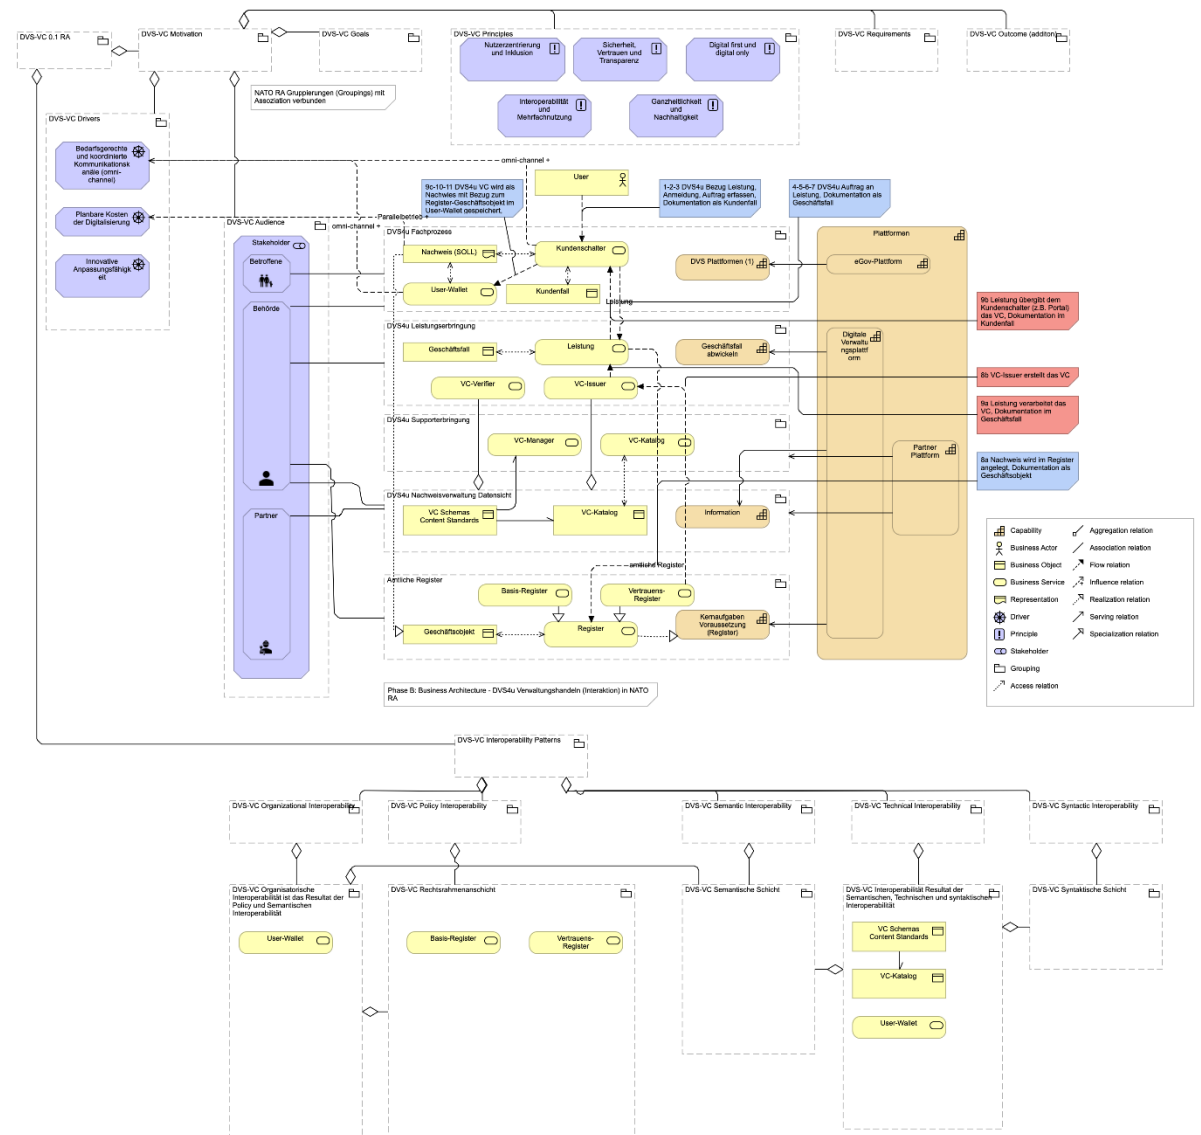 DVS-VC 0.1 RA
DVS-VC Motivation
DVS-VC Goals
DVS-VC Principles
Nutzerzentrierung
und Inklusion
Sicherheit,
Vertrauen und
Transparenz
Digital first und
digital only
Interoperabilität
und
Mehrfachnutzung
Ganzheitlichkeit
und
Nachhaltigkeit
DVS-VC Requirements
DVS-VC Outcome (additon)
NATO RA Gruppierungen (Groupings) mit
Assoziation verbunden
DVS-VC Drivers
Bedarfsgerechte
und koordinierte
Kommunikationsk
anäle (omni-
channel)
Planbare Kosten
der Digitalisierung
Innovative
Anpassungsfähigk
eit
omni-channel +
Parallelbetrieb +
omni-channel +
User
9c-10-11 DVS4u VC wird als
Nachweis mit Bezug zum
Register-Geschäftsobjekt im
User-Wallet gespeichert.
1-2-3 DVS4u Bezug Leistung,
Anmeldung, Auftrag erfassen,
Dokumentation als Kundenfall
4-5-6-7 DVS4u Auftrag an
Leistung, Dokumentation als
Geschäftsfall
DVS-VC Audience
Stakeholder
Betroffene
Behörde
Partner
DVS4u Fachprozess
Nachweis (SOLL)
Kundenschalter
User-Wallet
Kundenfall
DVS Plattformen (1)
Leistung
Plattformen
eGov-Plattform
Digitale
Verwaltu
ngsplattf
orm
Partner
Plattform
DVS4u Leistungserbringung
Geschäftsfall
Leistung
Geschäftsfall
abwickeln
VC-Verifier
VC-Issuer
DVS4u Supporterbringung
VC-Manager
VC-Katalog
DVS4u Nachweisverwaltung Datensicht
VC Schemas
Content Standards
VC-Katalog
Information
amtliche Register
Amtliche Register
Basis-Register
Vertrauens-
Register
Geschäftsobjekt
Register
Kernaufgaben
Voraussetzung
(Register)
9b Leistung übergibt dem
Kundenschalter (z.B. Portal)
das VC, Dokumentation im
Kundenfall
8b VC-Issuer erstellt das VC
9a Leistung verarbeitet das
VC, Dokumentation im
Geschäftsfall
8a Nachweis wird im Register
angelegt, Dokumentation als
Geschäftsobjekt
Capability
Business Actor
Business Object
Business Service
Representation
Driver
Principle
Stakeholder
Grouping
Access relation
Aggregation relation
Association relation
Flow relation
Influence relation
Realization relation
Serving relation
Specialization relation
Phase B: Business Architecture - DVS4u Verwaltungshandeln (Interaktion) in NATO
RA
DVS-VC Interoperability Patterns
DVS-VC Organizational Interoperability
DVS-VC Policy Interoperability
DVS-VC Semantic Interoperability
DVS-VC Technical Interoperability
DVS-VC Syntactic Interoperability
DVS-VC Organisatorische
Interoperabilität ist das Resultat der
Policy und Semantischen
Interoperabilität
User-Wallet
DVS-VC Rechtsrahmenanschicht
Basis-Register
Vertrauens-
Register
DVS-VC Semantische Schicht
DVS-VC Interoperabilität Resultat der
Semantischen, Technischen und syntaktischen
Interoperabilität
VC Schemas
Content Standards
VC-Katalog
User-Wallet
DVS-VC Syntaktische Schicht